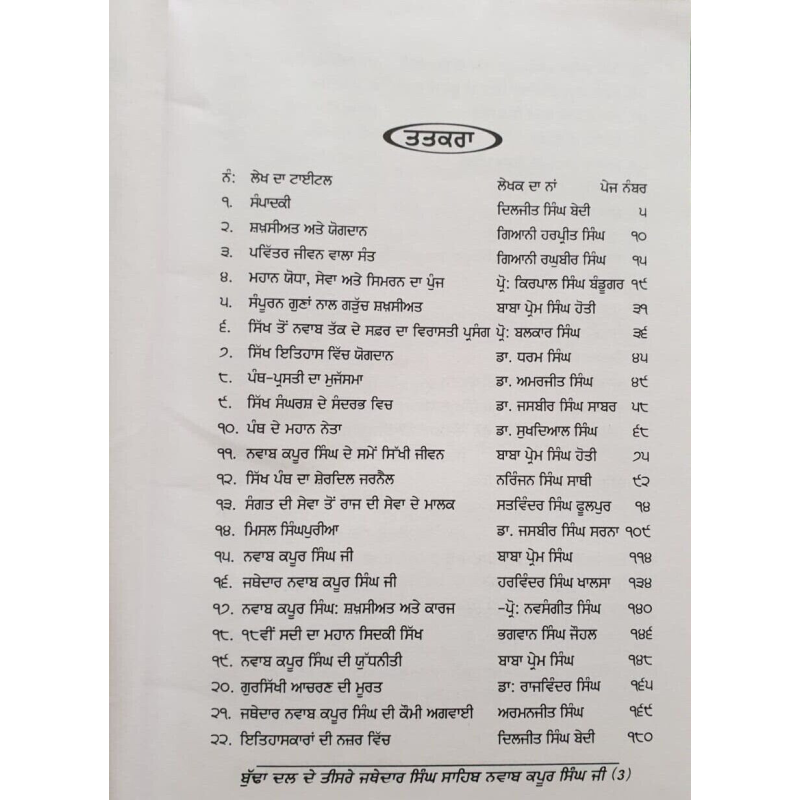 ਤਤਕਰਾ
ਨੰ: ਲੇਖ ਦਾ ਟਾਈਟਲ ਲੇਖਕ ਦਾ ਨਾਂ ਪੇਜ ਨੰਬਰ
੧. ਸੰਪਾਦਕੀ ਦਿਲਜੀਤ ਸਿੰਘ ਬੇਦੀ ੫
੨. ਸ਼ਖ਼ਸੀਅਤ ਅਤੇ ਯੋਗਦਾਨ ਗਿਆਨੀ ਹਰਪ੍ਰੀਤ ਸਿੰਘ ੧੦
੩. ਪਵਿੱਤਰ ਜੀਵਨ ਵਾਲਾ ਸੰਤ ਗਿਆਨੀ ਰਘੁਬੀਰ ਸਿੰਘ ੧੫
੪. ਮਹਾਨ ਯੋਧਾ, ਸੇਵਾ ਅਤੇ ਸਿਮਰਨ ਦਾ ਪੁੰਜ ਪ੍ਰੋ: ਕਿਰਪਾਲ ਸਿੰਘ ਬੰਡੂਗਰ ੧੯
੫. ਸੰਪੂਰਨ ਗੁਣਾਂ ਨਾਲ ਗੜੁੱਚ ਸ਼ਖ਼ਸੀਅਤ ਬਾਬਾ ਪ੍ਰੇਮ ਸਿੰਘ ਹੋਤੀ ੩੧
੬. ਸਿੱਖ ਤੋਂ ਨਵਾਬ ਤੱਕ ਦੇ ਸਫ਼ਰ ਦਾ ਵਿਰਾਸਤੀ ਪ੍ਰਸੰਗ ਪ੍ਰੋ: ਬਲਕਾਰ ਸਿੰਘ ੩੬
੭. ਸਿੱਖ ਇਤਿਹਾਸ ਵਿੱਚ ਯੋਗਦਾਨ ਡਾ. ਧਰਮ ਸਿੰਘ ੪੫
੮. ਪੰਥ-ਪ੍ਰਸਤੀ ਦਾ ਮੁਜੱਸਮਾ ਡਾ. ਅਮਰਜੀਤ ਸਿੰਘ ੪੯
੯. ਸਿੱਖ ਸੰਘਰਸ਼ ਦੇ ਸੰਦਰਭ ਵਿਚ ਡਾ. ਜਸਬੀਰ ਸਿੰਘ ਸਾਬਰ ੫੮
੧੦. ਪੰਥ ਦੇ ਮਹਾਨ ਨੇਤਾ ਡਾ. ਸੁਖਦਿਆਲ ਸਿੰਘ ੬੮
੧੧. ਨਵਾਬ ਕਪੂਰ ਸਿੰਘ ਦੇ ਸਮੇਂ ਸਿੱਖੀ ਜੀਵਨ ਬਾਬਾ ਪ੍ਰੇਮ ਸਿੰਘ ਹੋਤੀ ੭੫
੧੨. ਸਿੱਖ ਪੰਥ ਦਾ ਸ਼ੇਰਦਿਲ ਜਰਨੈਲ ਨਰਿੰਜਨ ਸਿੰਘ ਸਾਥੀ ੯੨
੧੩. ਸੰਗਤ ਦੀ ਸੇਵਾ ਤੋਂ ਰਾਜ ਦੀ ਸੇਵਾ ਦੇ ਮਾਲਕ ਸਤਵਿੰਦਰ ਸਿੰਘ ਫੂਲਪੁਰ ੧੪
੧੪. ਮਿਸਲ ਸਿੰਘਪੁਰੀਆ ਡਾ. ਜਸਬੀਰ ਸਿੰਘ ਸਰਨਾ ੧੦੯
੧੫. ਨਵਾਬ ਕਪੂਰ ਸਿੰਘ ਜੀ ਬਾਬਾ ਪ੍ਰੇਮ ਸਿੰਘ ੧੧੪
੧੬. ਜਥੇਦਾਰ ਨਵਾਬ ਕਪੂਰ ਸਿੰਘ ਜੀ ਹਰਵਿੰਦਰ ਸਿੰਘ ਖਾਲਸਾ ੧੩੪
੧੭. ਨਵਾਬ ਕਪੂਰ ਸਿੰਘ: ਸ਼ਖ਼ਸੀਅਤ ਅਤੇ ਕਾਰਜ -ਪ੍ਰੋ: ਨਵਸੰਗੀਤ ਸਿੰਘ ੧੪੦
੧੮. ੧੮ਵੀਂ ਸਦੀ ਦਾ ਮਹਾਨ ਸਿਦਕੀ ਸਿੱਖ ਭਗਵਾਨ ਸਿੰਘ ਜੌਹਲ ੧੪੬
੧੯. ਨਵਾਬ ਕਪੂਰ ਸਿੰਘ ਦੀ ਯੁੱਧਨੀਤੀ ਬਾਬਾ ਪ੍ਰੇਮ ਸਿੰਘ ੧੪੮
੨੦. ਗੁਰਸਿੱਖੀ ਆਚਰਣ ਦੀ ਮੂਰਤ ਡਾ: ਰਾਜਵਿੰਦਰ ਸਿੰਘ ੧੬੫
੨੧. ਜਥੇਦਾਰ ਨਵਾਬ ਕਪੂਰ ਸਿੰਘ ਦੀ ਕੌਮੀ ਅਗਵਾਈ ਅਰਮਨਜੀਤ ਸਿੰਘ ੧੬੯
੨੨. ਇਤਿਹਾਸਕਾਰਾਂ ਦੀ ਨਜ਼ਰ ਵਿੱਚ ਦਿਲਜੀਤ ਸਿੰਘ ਬੇਦੀ ੧੮੦
ਬੁੱਢਾ ਦਲ ਦੇ ਤੀਸਰੇ ਜਥੇਦਾਰ ਸਿੰਘ ਸਾਹਿਬ ਨਵਾਬ ਕਪੂਰ ਸਿੰਘ ਜੀ (3)